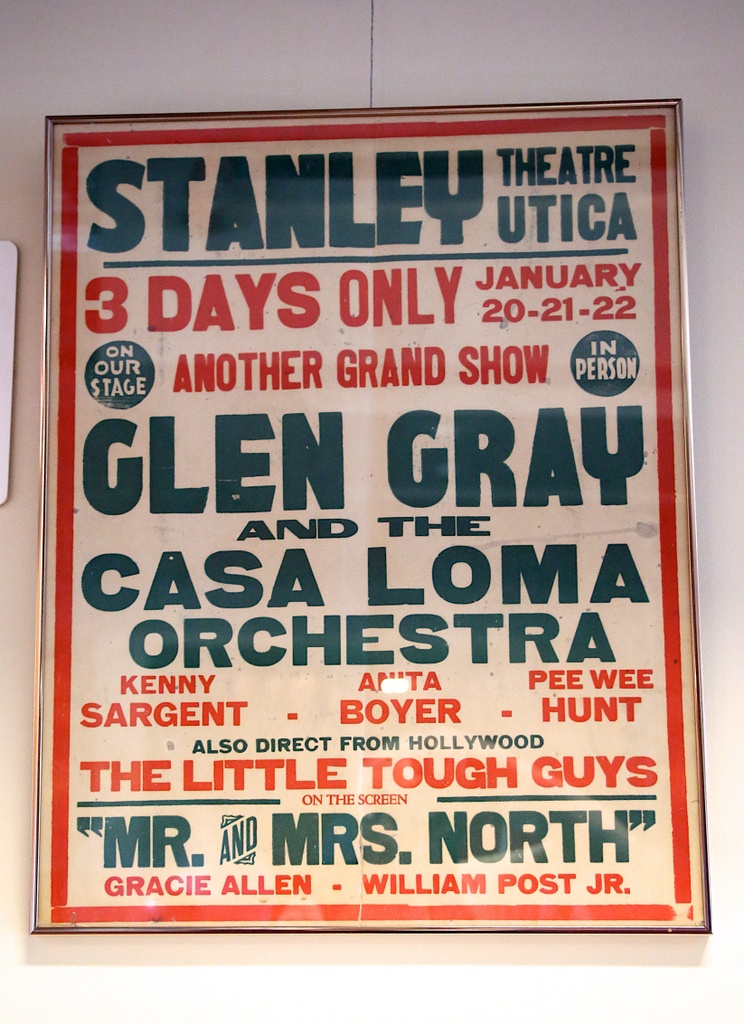 STANLEY THEATRE
UTICA
3 DAYS ONLY JANUARY
20-21-22
ON
OUR
STAGE
ANOTHER GRAND SHOW
IN
PERSON
GLEN GRAY
AND THE
CASA LOMA
ORCHESTRA
KENNY ANITA PEE WEE
SARGENT - BOYER - HUNT
ALSO DIRECT FROM HOLLYWOOD
THE LITTLE TOUGH GUYS
ON THE SCREEN
"MR. AND MRS. NORTH"
GRACIE ALLEN - WILLIAM POST JR.